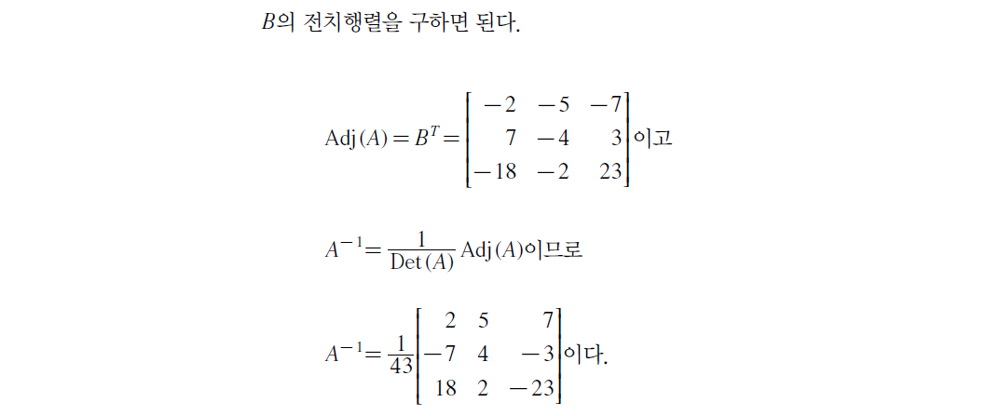 B의 전치행렬을 구하면 된다.
Adj(A) = B^T = [ −2 −5 −7 ; 7 −4 3 ; −18 −2 23 ] 이고
A^−1 = 1/Det(A) Adj(A)이므로
A^−1 = 1/43 [ 2 5 7 ; −7 4 −3 ; 18 2 −23 ] 이다.